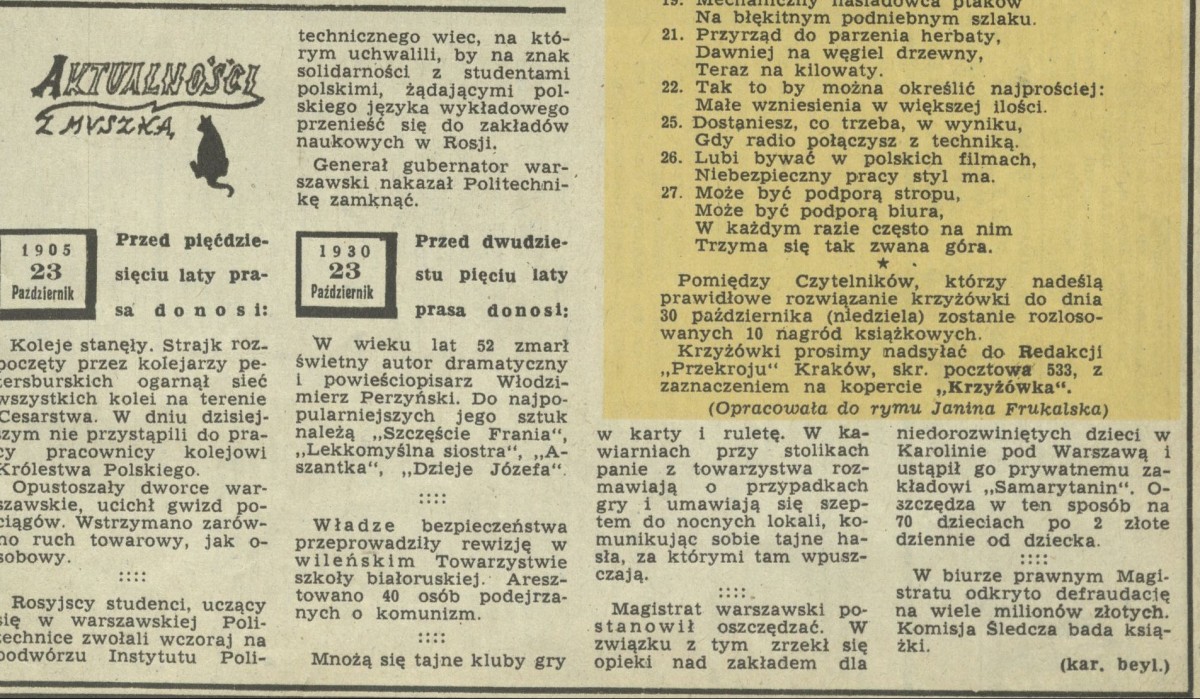 AKTUALNOŚCI
Z MYSZKĄ
1905
23
Październik
Przed pięćdzie-
sięciu laty pra-
sa donosi:
Koleje stanęły. Strajk roz-
poczęty przez kolejarzy pe-
tersburskich ogarnął sieć
wszystkich kolei na terenie
Cesarstwa. W dniu dzisiej-
szym nie przystąpili do pra-
cy pracownicy kolejowi
Królestwa Polskiego.
Opustoszały dworce war-
szawskie, ucichł gwizd po-
ciągów. Wstrzymano zarów-
no ruch towarowy, jak o-
sobowy.
::::
Rosyjscy studenci, uczący
się w warszawskiej Poli-
technice zwołali wczoraj na
podwórzu Instytutu Poli-
technicznego wiec, na któ-
rym uchwalili, by na znak
solidarności z studentami
polskimi, żądającymi pol-
skiego języka wykładowego
przenieść się do zakładów
naukowych w Rosji.
Generał gubernator war-
szawski nakazał Politechni-
kę zamknąć.
1930
23
Październik
Przed dwudzie-
stu pięciu laty
prasa donosi:
W wieku lat 52 zmarł
świetny autor dramatyczny
i powieściopisarz Włodzi-
mierz Perzyński. Do najpo-
pularniejszych jego sztuk
należą „Szczęście Frania“,
„Lekkomyślna siostra“, „A-
szantka“, „Dzieje Józefa“
::::
Władze bezpieczeństwa
przeprowadziły rewizję w
wileńskim Towarzystwie
szkoły białoruskiej. Aresz-
towano 40 osób podejrza-
nych o komunizm.
::::
Mnożą się tajne kluby gry
19. Mechaniczny naśladowca ptaków
Na błękitnym podniebnym szlaku.
21. Przyrząd do parzenia herbaty,
Dawniej na węgiel drzewny,
Teraz na kilowaty.
22. Tak to by można określić najprościej:
Małe wzniesienia w większej ilości.
25. Dostaniesz, co trzeba, w wyniku,
Gdy radio połączysz z techniką.
26. Lubi bywać w polskich filmach,
Niebezpieczny pracy styl ma.
27. Może być podporą stropu,
Może być podporą biura,
W każdym razie często na nim
Trzyma się tak zwana góra.
★
Pomiędzy Czytelników, którzy nadeślą
prawidłowe rozwiązanie krzyżówki do dnia
30 października (niedziela) zostanie rozloso-
wanych 10 nagród książkowych.
Krzyżówki prosimy nadsyłać do Redakcji
„Przekroju“ Kraków, skr. pocztowa 533, z
zaznaczeniem na kopercie „Krzyżówka“.
(Opracowała do rymu Janina Frukalska)
w karty i ruletę. W ka-
wiarniach przy stolikach
panie z towarzystwa roz-
mawiają o przypadkach
gry i umawiają się szep-
tem do nocnych lokali, ko-
munikując sobie tajne ha-
sła, za którymi tam wpusz-
czają.
::::
Magistrat warszawski po-
stanowił oszczędzać. W
związku z tym zrzekł się
opieki nad zakładem dla
niedorozwiniętych dzieci w
Karolinie pod Warszawą i
ustąpił go prywatnemu za-
kładowi „Samarytanin“. O-
szczędza w ten sposób na
70 dzieciach po 2 złote
dziennie od dziecka.
::::
W biurze prawnym Magi-
stratu odkryto defraudację
na wiele milionów złotych.
Komisja Śledcza bada ksią-
żki.
(kar. beyl.)